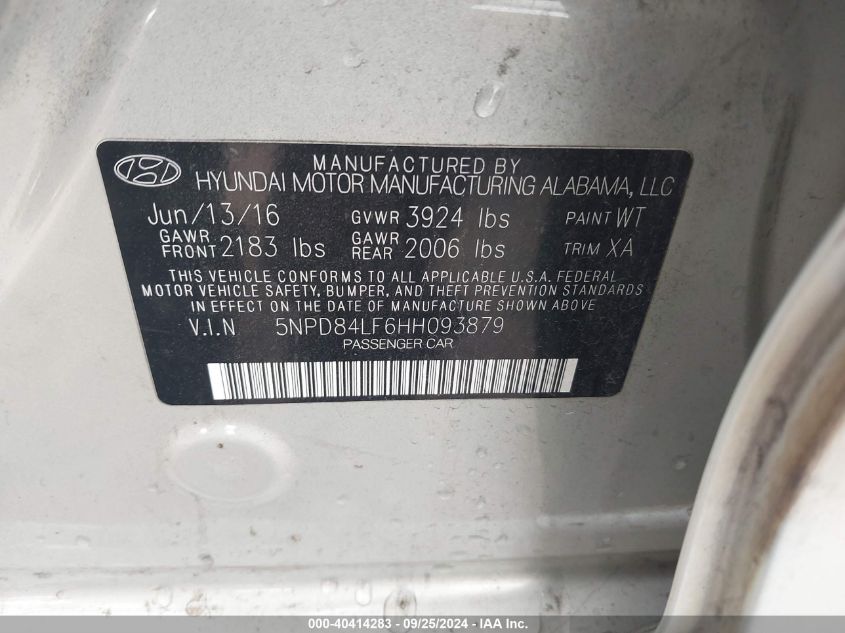 MANUFACTURED BY
HYUNDAI MOTOR MANUFACTURING ALABAMA, LLC
Jun/13/16 GVWR 3924 lbs PAINT WT
GAWR FRONT 2183 lbs GAWR REAR 2006 lbs TRIM XA
THIS VEHICLE CONFORMS TO ALL APPLICABLE U.S.A. FEDERAL
MOTOR VEHICLE SAFETY, BUMPER, AND THEFT PREVENTION STANDARDS
IN EFFECT ON THE DATE OF MANUFACTURE SHOWN ABOVE
V.I.N 5NPD84LF6HH093879
PASSENGER CAR
000-40414283 - 09/25/2024 - IAA Inc.